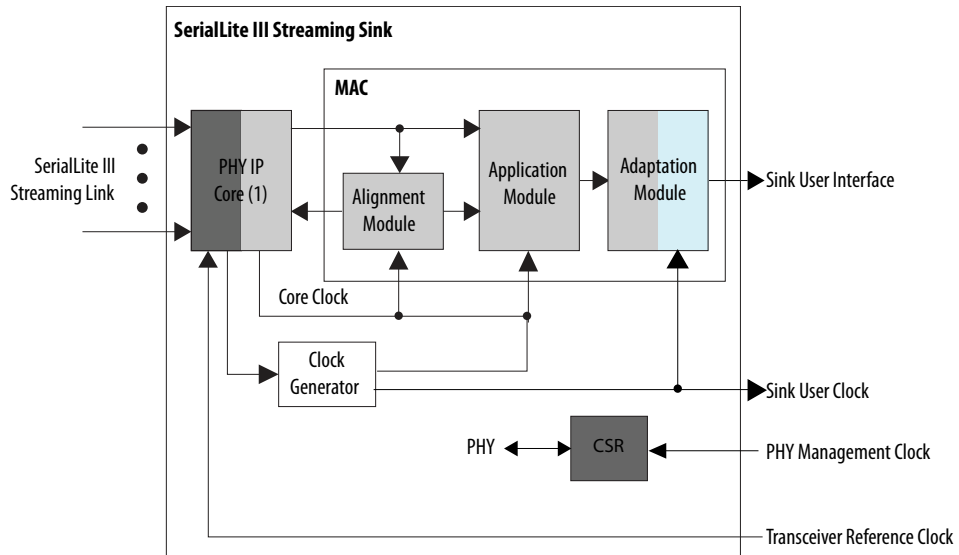 SerialLite III Streaming Sink
MAC
SerialLite III
Streaming Link
PHY IP
Core (1)
Alignment
Module
Application
Module
Adaptation
Module
Sink User Interface
Core Clock
Clock
Generator
Sink User Clock
PHY
CSR
PHY Management Clock
Transceiver Reference Clock